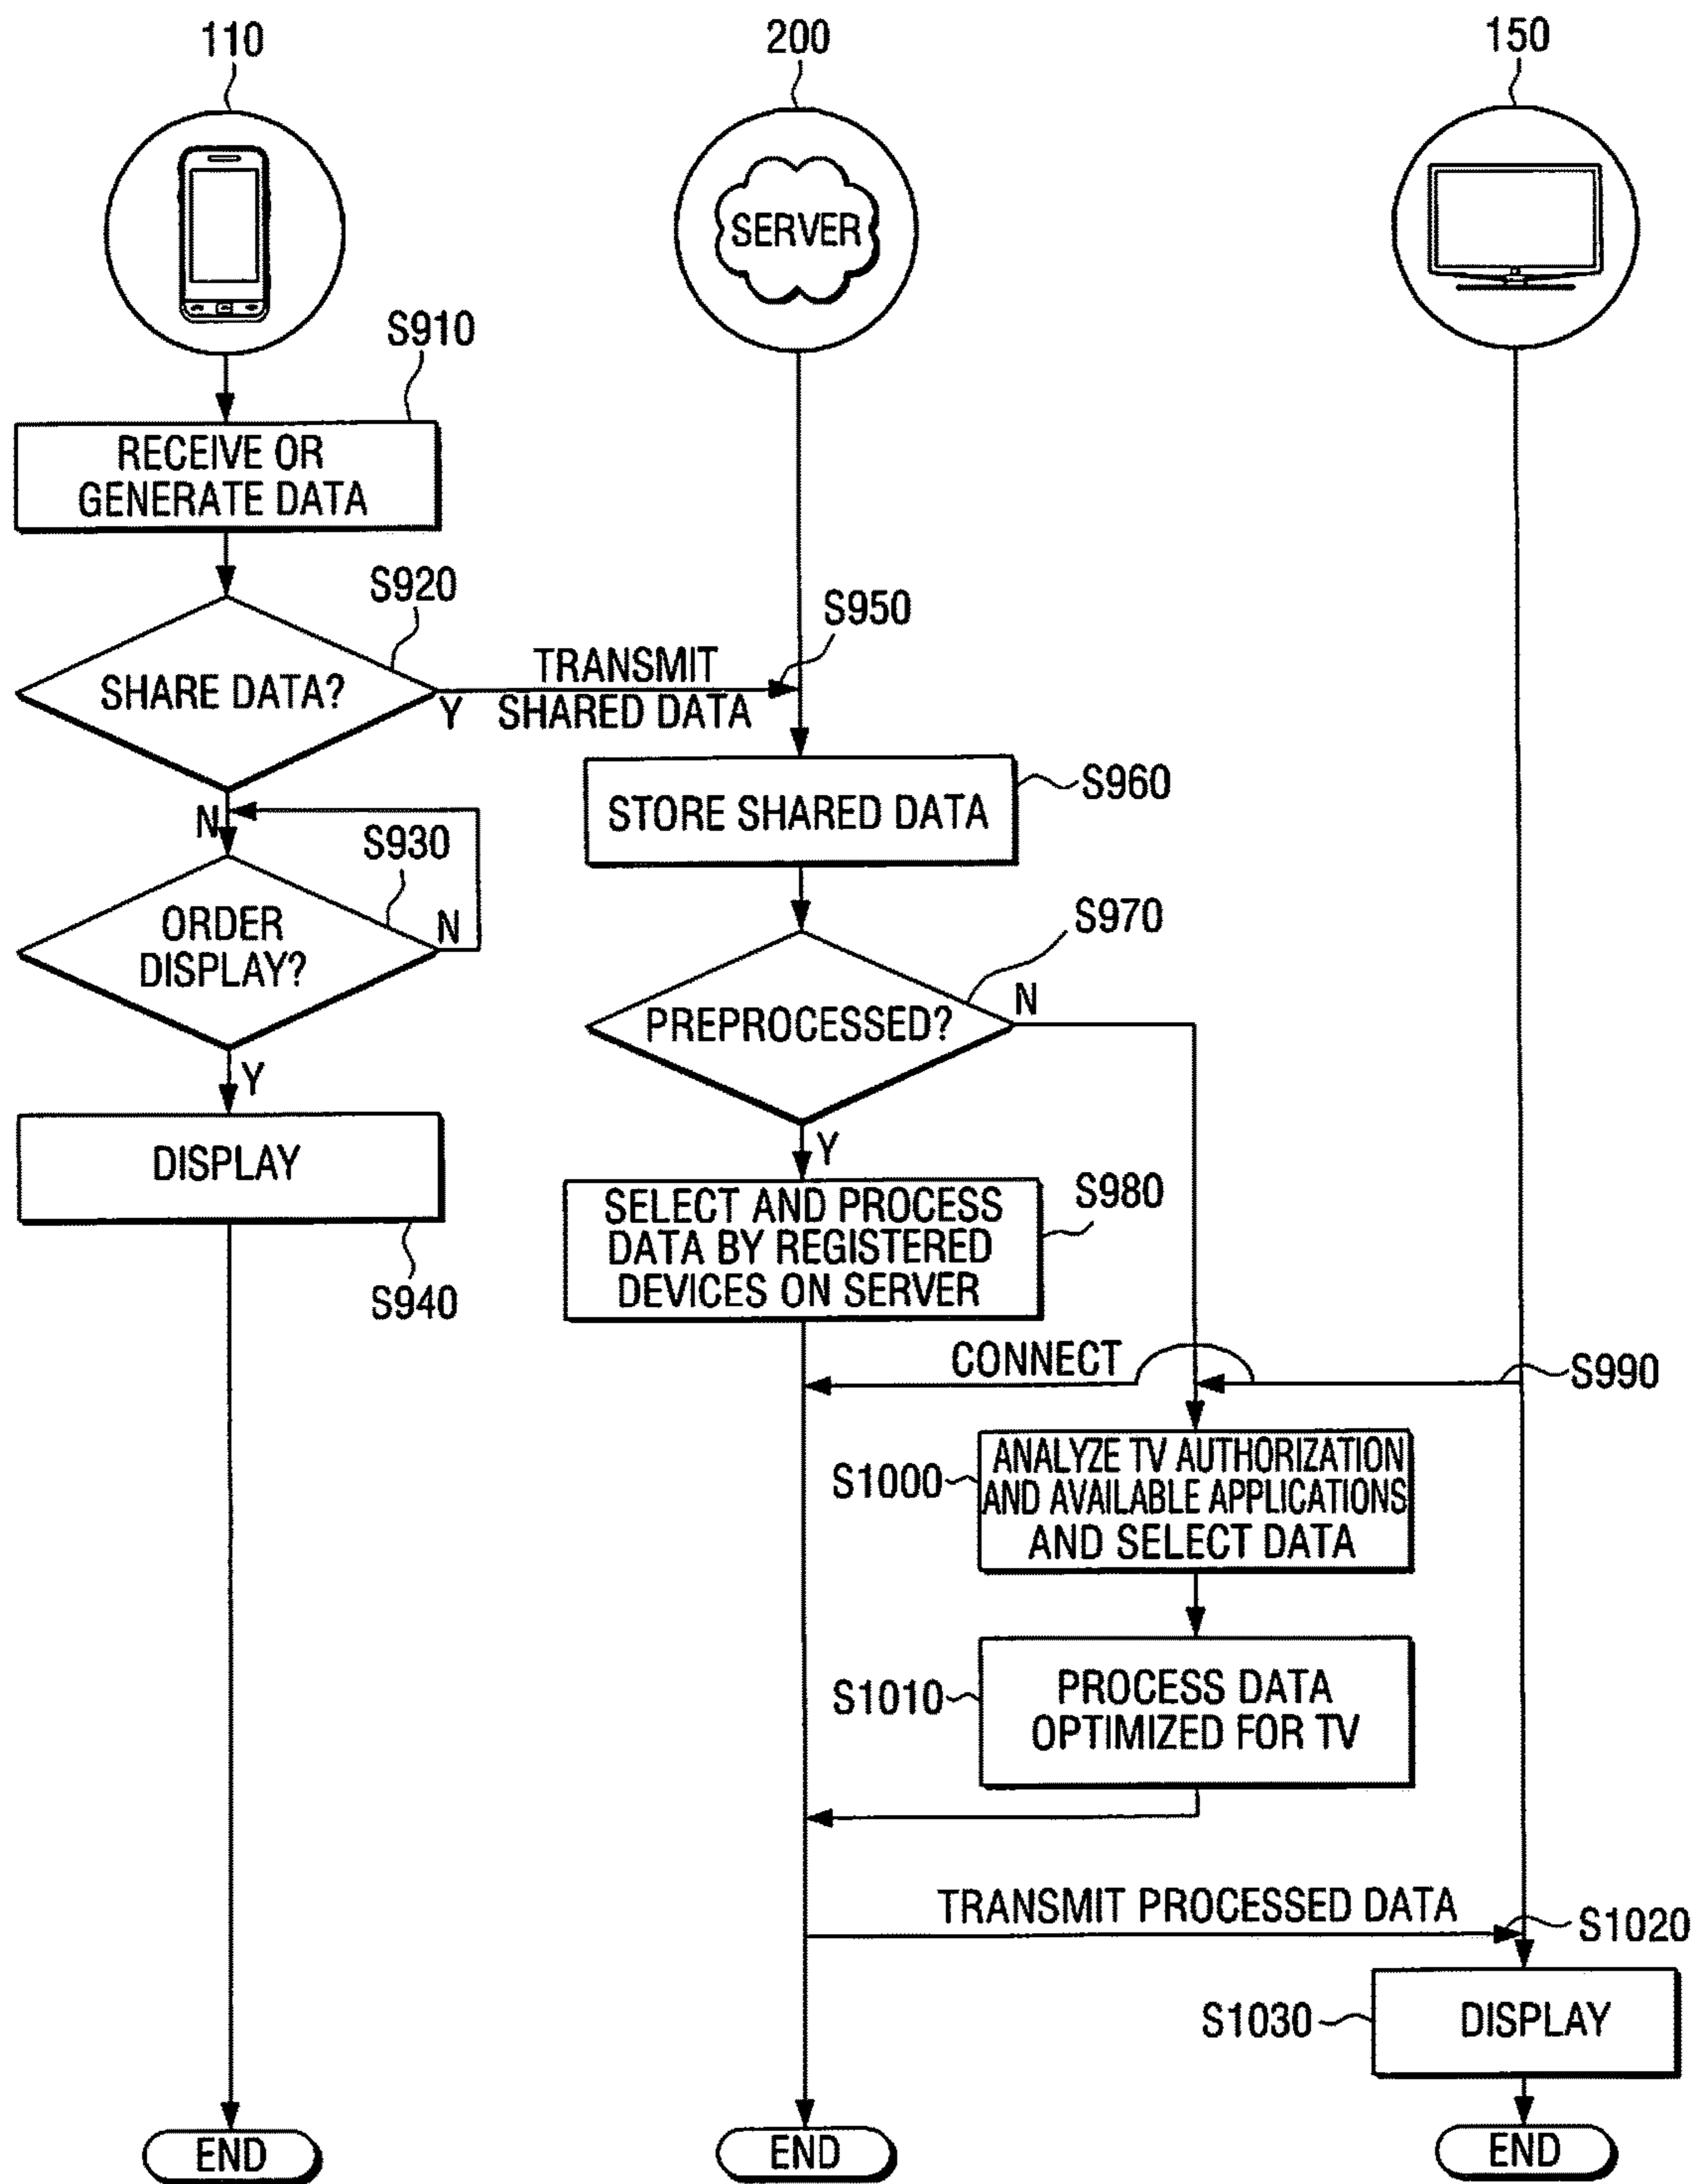 110
200
150
SERVER
S910
RECEIVE OR
GENERATE DATA
S920
SHARE DATA?
Y
TRANSMIT
SHARED DATA
S950
N
S930
ORDER
DISPLAY?
N
Y
DISPLAY
S940
STORE SHARED DATA
S960
S970
PREPROCESSED?
N
Y
SELECT AND PROCESS
DATA BY REGISTERED
DEVICES ON SERVER
S980
CONNECT
S990
S1000
ANALYZE TV AUTHORIZATION
AND AVAILABLE APPLICATIONS
AND SELECT DATA
S1010
PROCESS DATA
OPTIMIZED FOR TV
TRANSMIT PROCESSED DATA
S1020
S1030
DISPLAY
END
END
END